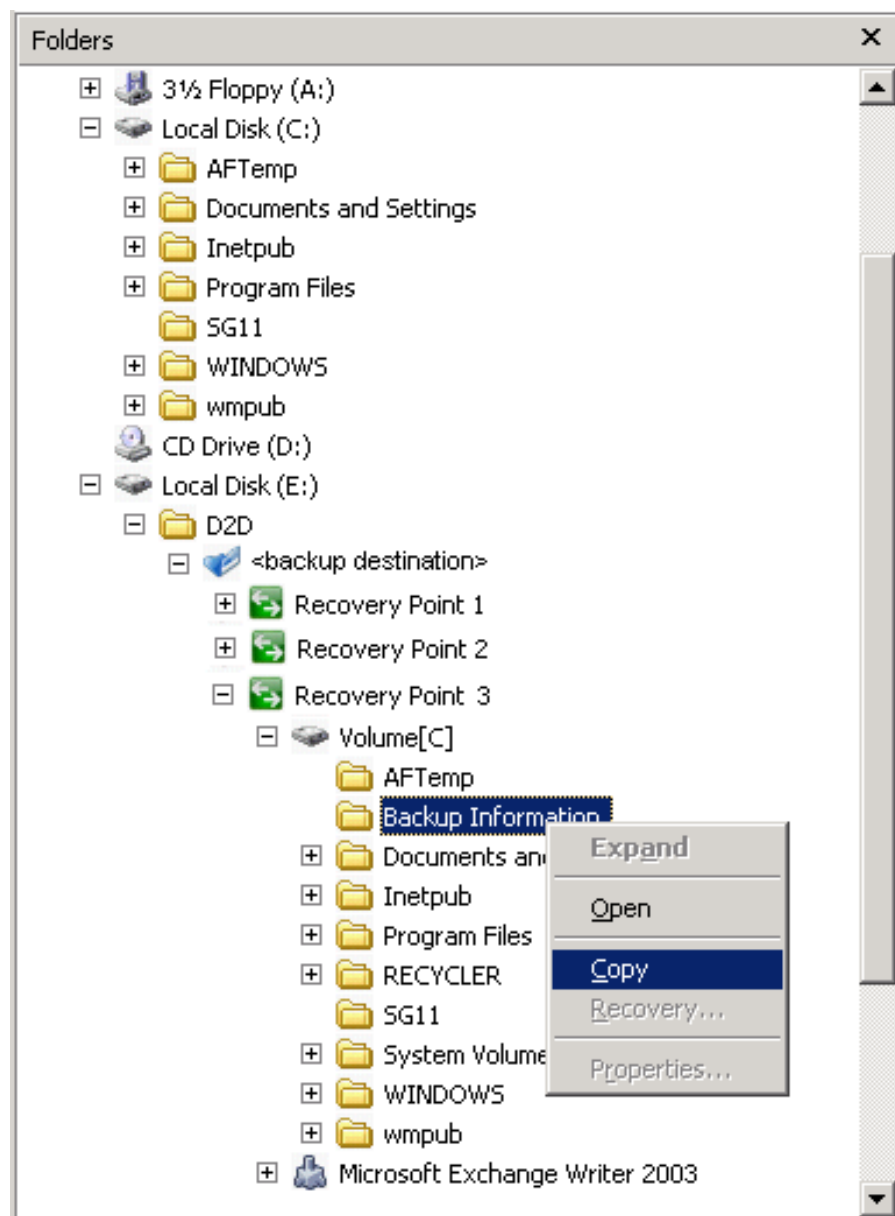 Folders
3½ Floppy (A:)
Local Disk (C:)
AFTemp
Documents and Settings
Inetpub
Program Files
SG11
WINDOWS
wmpub
CD Drive (D:)
Local Disk (E:)
D2D
<backup destination>
Recovery Point 1
Recovery Point 2
Recovery Point 3
Volume[C]
AFTemp
Backup Information
Documents and
Inetpub
Program Files
RECYCLER
SG11
System Volume
WINDOWS
wmpub
Microsoft Exchange Writer 2003
Expand
Open
Copy
Recovery...
Properties...